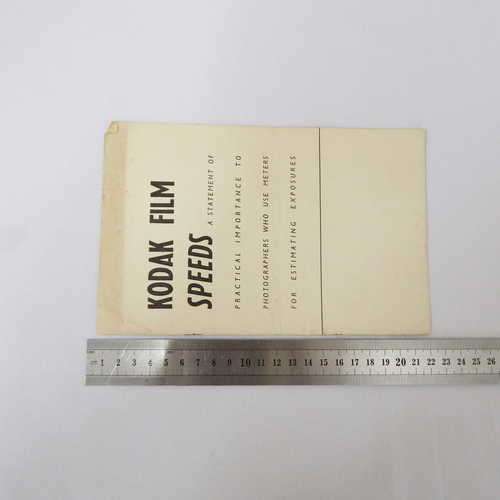 KODAK FILM
SPEEDS A STATEMENT OF
PRACTICAL IMPORTANCE TO
PHOTOGRAPHERS WHO USE METERS
FOR ESTIMATING EXPOSURES
1 2 3 4 5 6 7 8 9 10 11 12 13 14 15 16 17 18 19 20 21 22 23 24 25 26